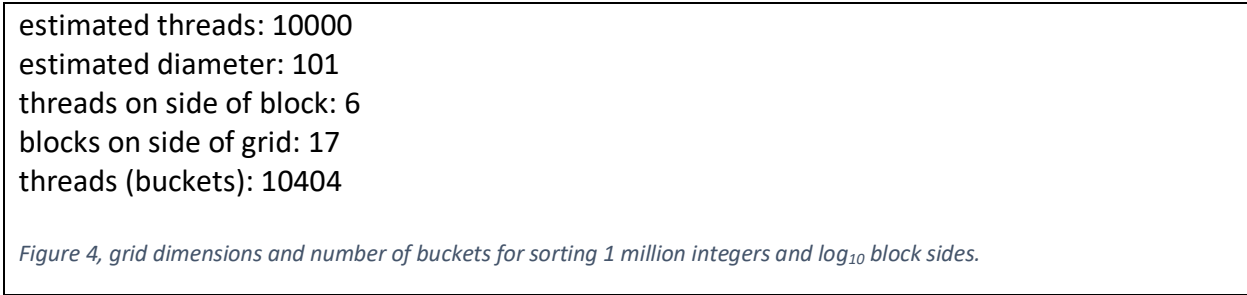 estimated threads: 10000
estimated diameter: 101
threads on side of block: 6
blocks on side of grid: 17
threads (buckets): 10404
Figure 4, grid dimensions and number of buckets for sorting 1 million integers and log₁₀ block sides.